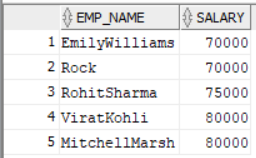 EMP_NAME SALARY
1 EmilyWilliams 70000
2 Rock 70000
3 RohitSharma 75000
4 ViratKohli 80000
5 MitchellMarsh 80000